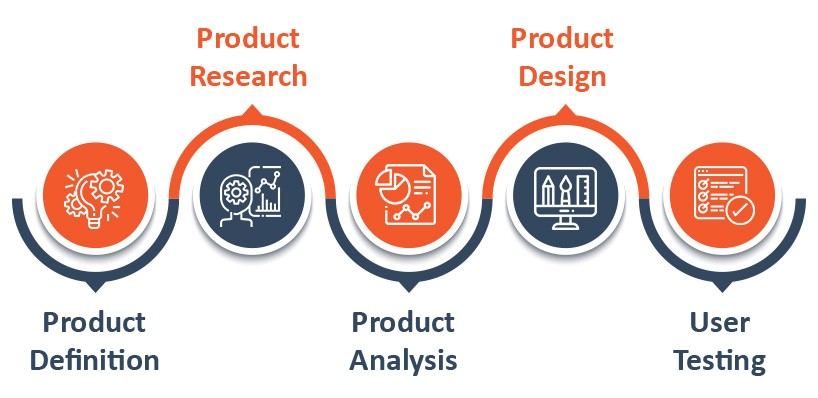 Product
Definition
Product
Research
Product
Analysis
Product
Design
User
Testing